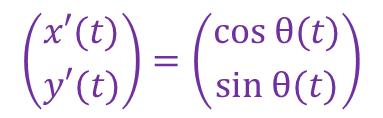 (x′(t)) = (cos θ(t))
(y′(t))   (sin θ(t))